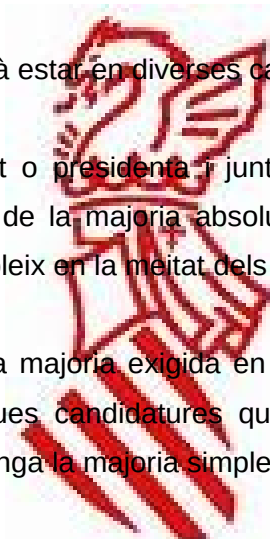 à estar en diverses ca
t o presidenta i junt
de la majoria absolu
leix en la meitat dels
a majoria exigida en
ues candidatures qu
nga la majoria simple